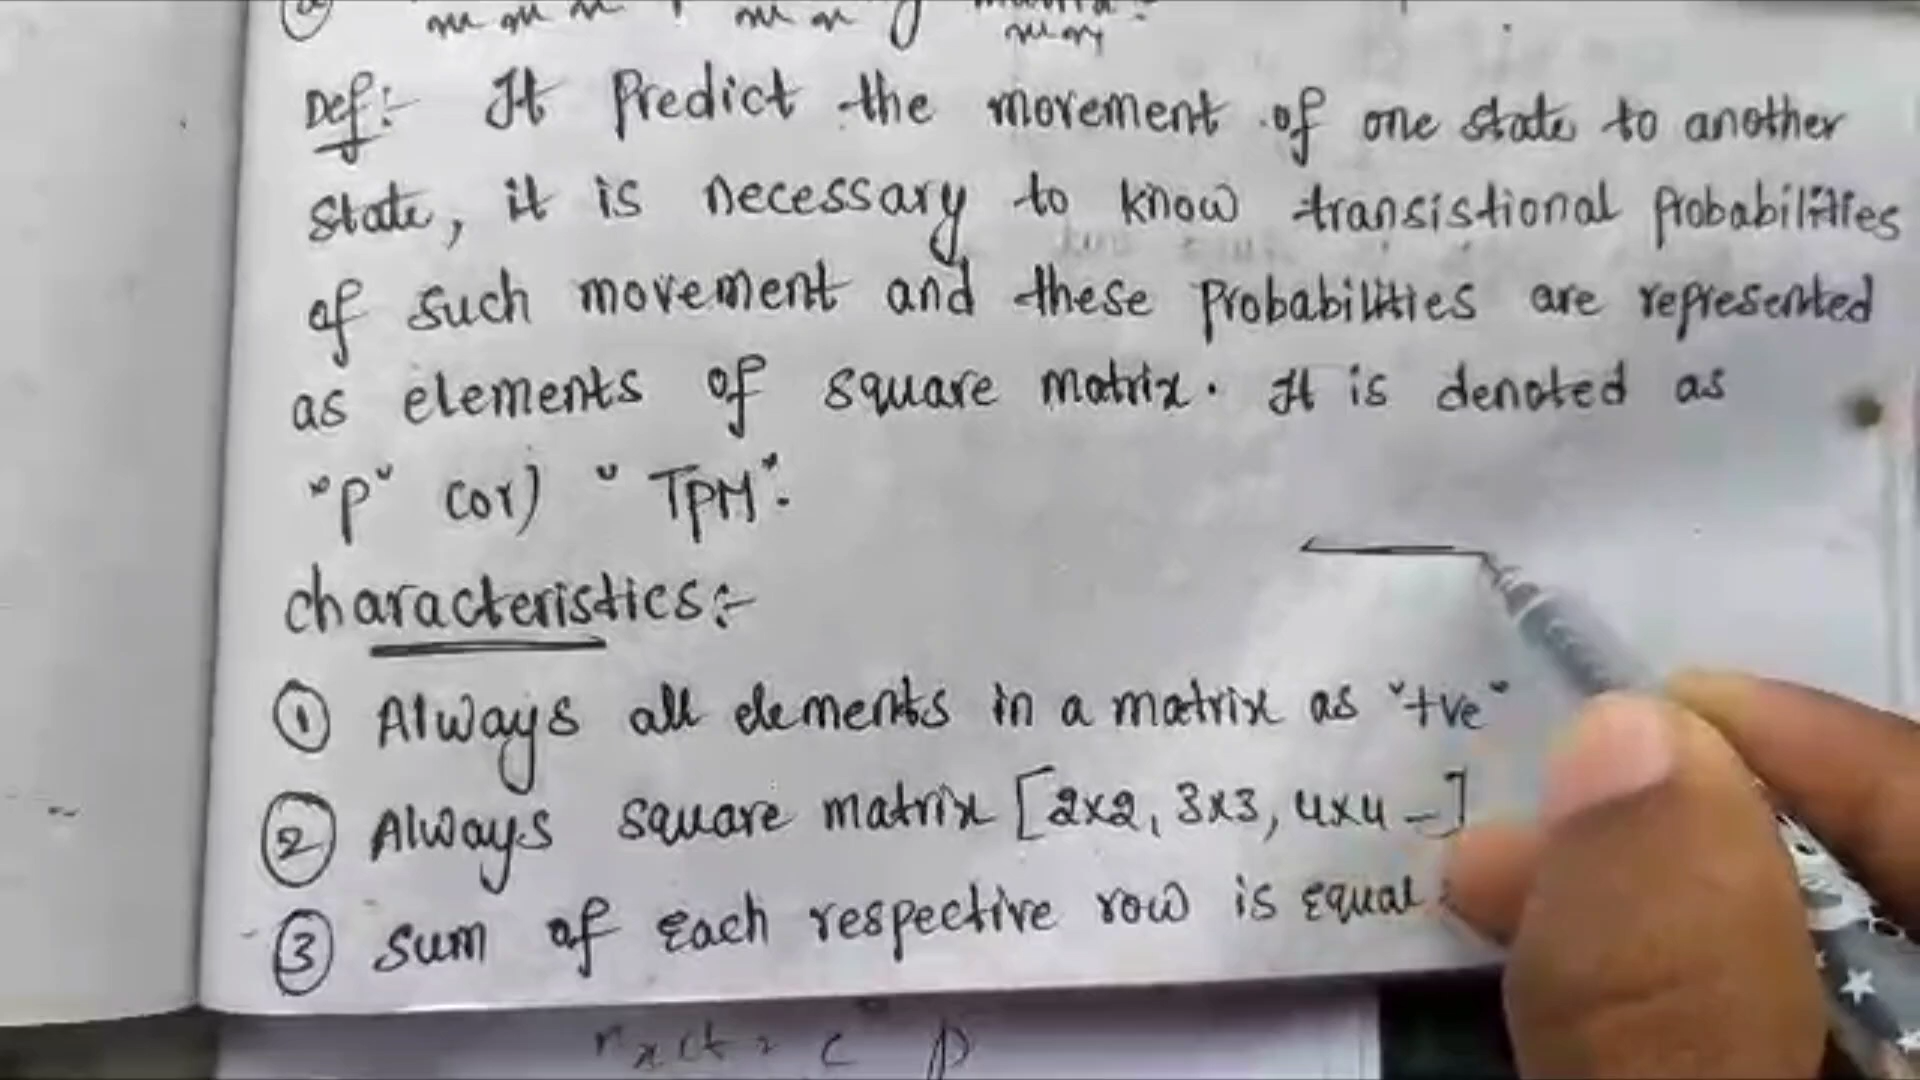 Def:- It Predict the movement of one state to another
state, it is necessary to know transistional Probabilities
of such movement and these Probabilities are represented
as elements of square matrix. It is denoted as
"P" (or) "TPM".
characteristics:-
① Always all elements in a matrix as "+ve"
② Always square matrix [2x2, 3x3, 4x4 -]
③ sum of Each respective row is equal